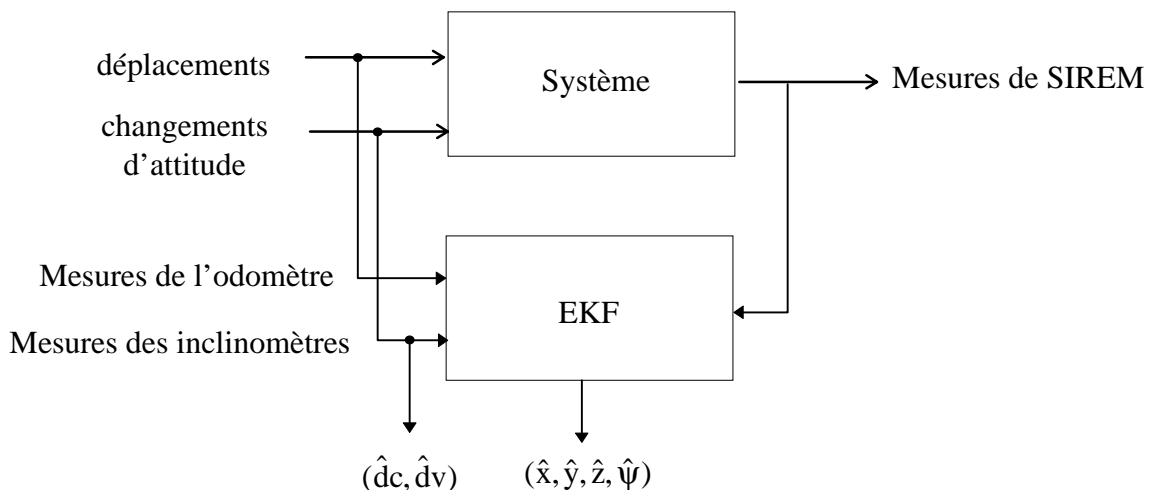 déplacements
Système
Mesures de SIREM
changements
d'attitude
Mesures de l'odomètre
EKF
Mesures des inclinomètres
(d̂c, d̂v)
(x̂, ŷ, ẑ, ψ̂)